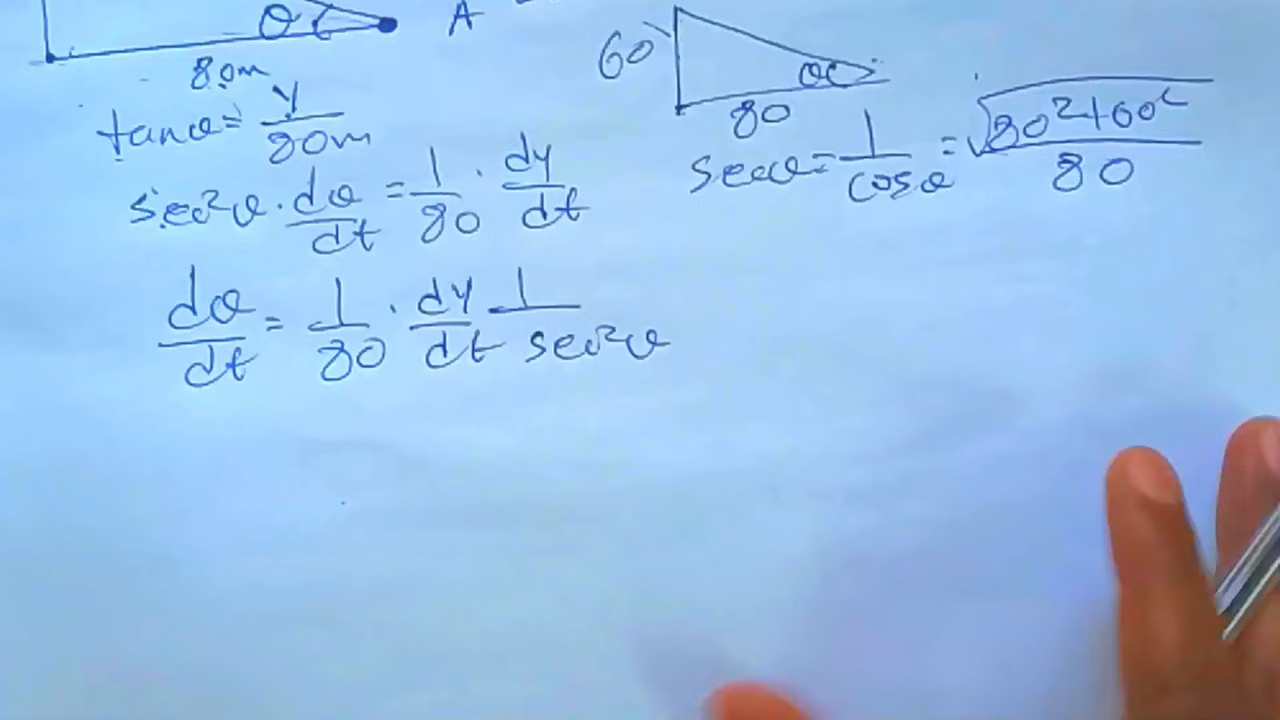 θ
A
80m
tanθ = y/80m
sec²θ · dθ/dt = 1/80 · dy/dt
dθ/dt = 1/80 · dy/dt 1/sec²θ
60
θ
80
secθ = 1/cosθ = √(80²+60²)/80